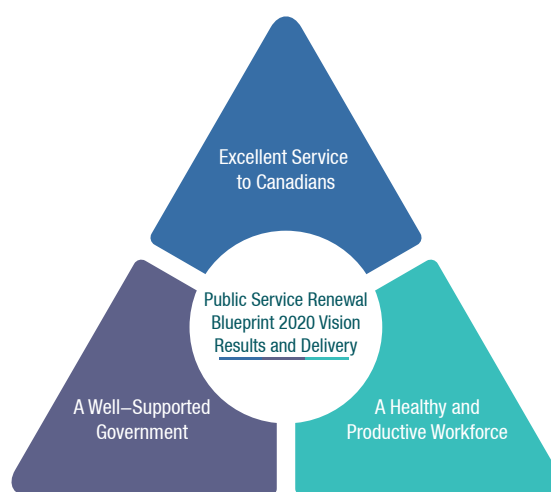 Excellent Service
to Canadians
Public Service Renewal
Blueprint 2020 Vision
Results and Delivery
A Well–Supported
Government
A Healthy and
Productive Workforce